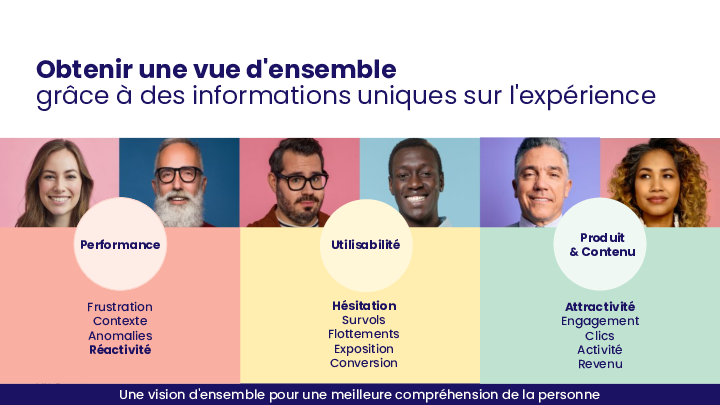 Obtenir une vue d'ensemble
grâce à des informations uniques sur l'expérience
Performance
Frustration
Contexte
Anomalies
Réactivité
Utilisabilité
Hésitation
Survols
Flottements
Exposition
Conversion
Produit
& Contenu
Attractivité
Engagement
Clics
Activité
Revenu
Une vision d'ensemble pour une meilleure compréhension de la personne